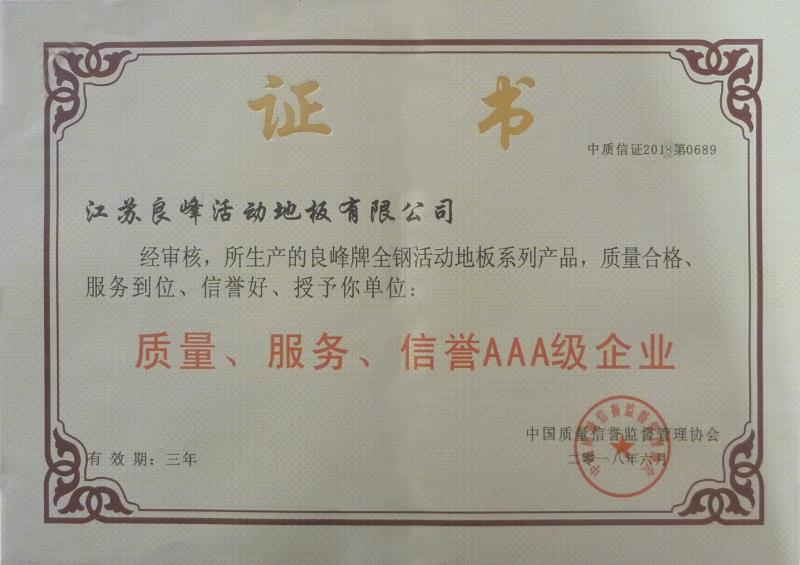 证书
中质信证2018第0689
江苏良峰活动地板有限公司
经审核，所生产的良峰牌全钢活动地板系列产品，质量合格、
服务到位、信誉好、授予你单位：
质量、服务、信誉AAA级企业
中国质量信誉监督管理协会
有效期：三年
二零一八年六月